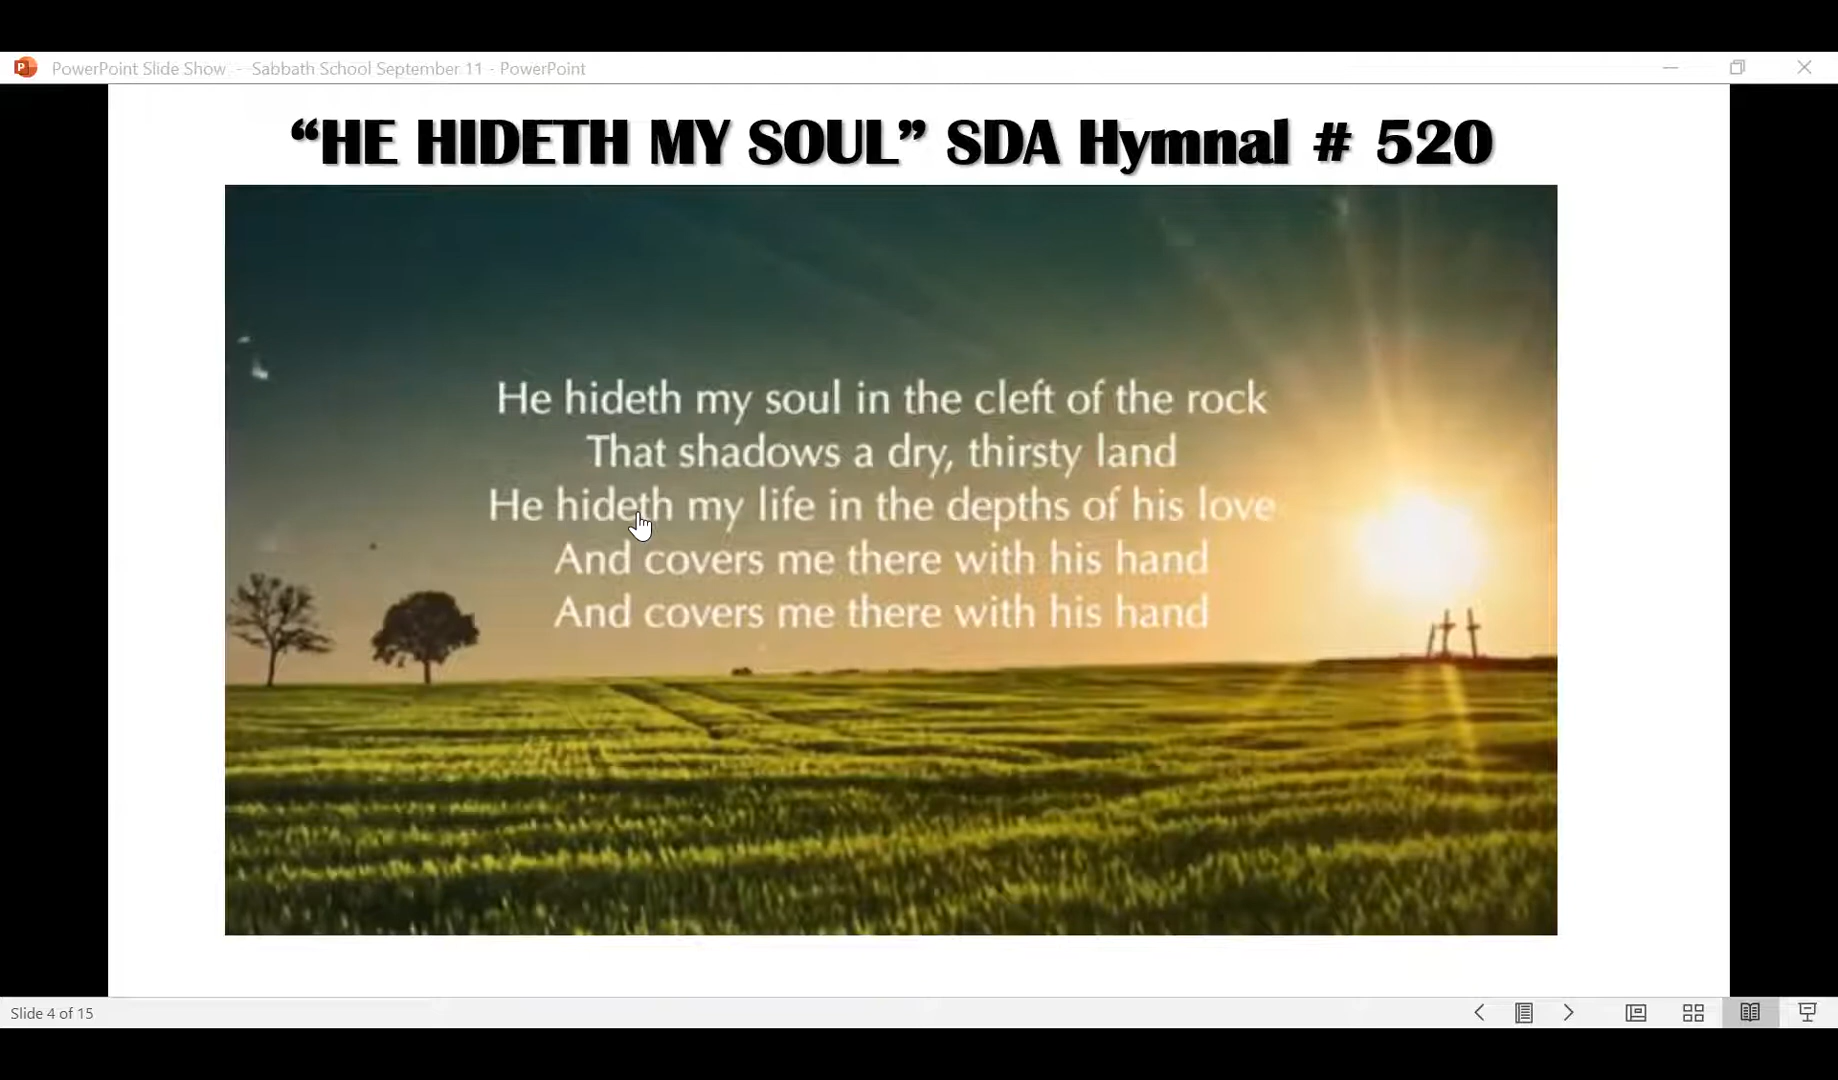 PowerPoint Slide Show - Sabbath School September 11 - PowerPoint
“HE HIDETH MY SOUL” SDA Hymnal # 520
He hideth my soul in the cleft of the rock
That shadows a dry, thirsty land
He hideth my life in the depths of his love
And covers me there with his hand
And covers me there with his hand
Slide 4 of 15